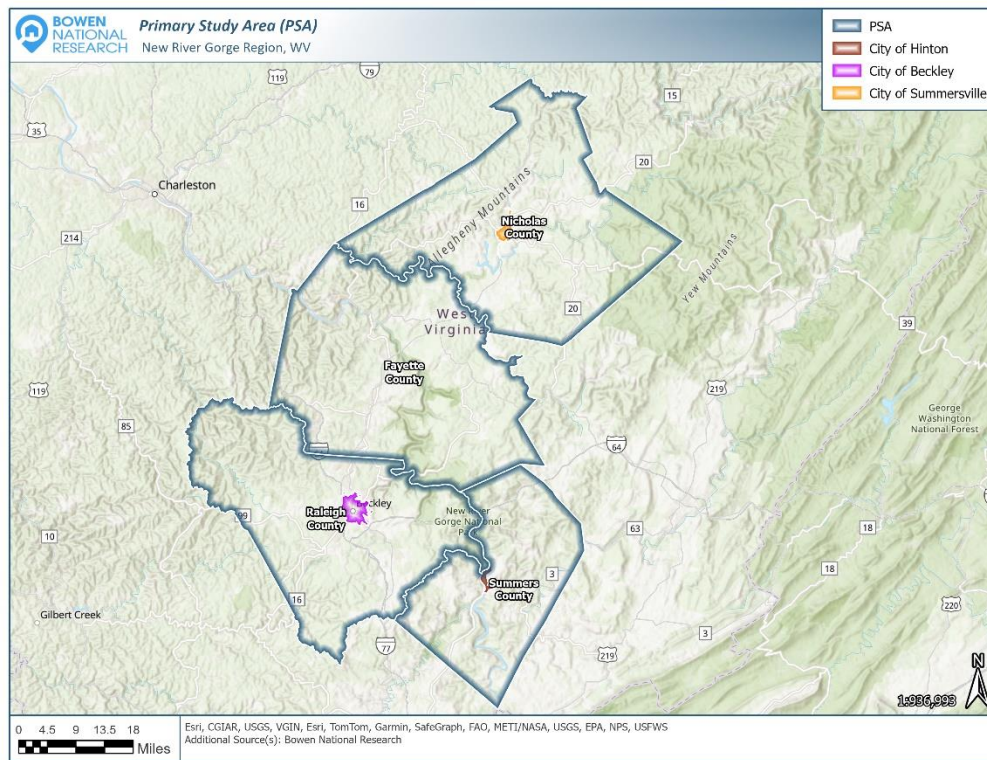 BOWEN
NATIONAL
RESEARCH
Primary Study Area (PSA)
New River Gorge Region, WV
PSA
City of Hinton
City of Beckley
City of Summersville
119
79
15
35
20
Charleston
16
214
Allegheny Mountains
Nicholas
County
Yew Mountains
20
West
Virginia
39
Fayette
County
119
219
85
George
Washington
National Forest
64
Raleigh
County
99
New River
Gorge National
10
63
18
18
3
Summers
County
16
Gilbert Creek
220
3
77
219
N
1:936,993
0 4.5 9 13.5 18
Miles
Esri, CGIAR, USGS, VGIN, Esri, TomTom, Garmin, SafeGraph, FAO, METI/NASA, USGS, EPA, NPS, USFWS
Additional Source(s): Bowen National Research